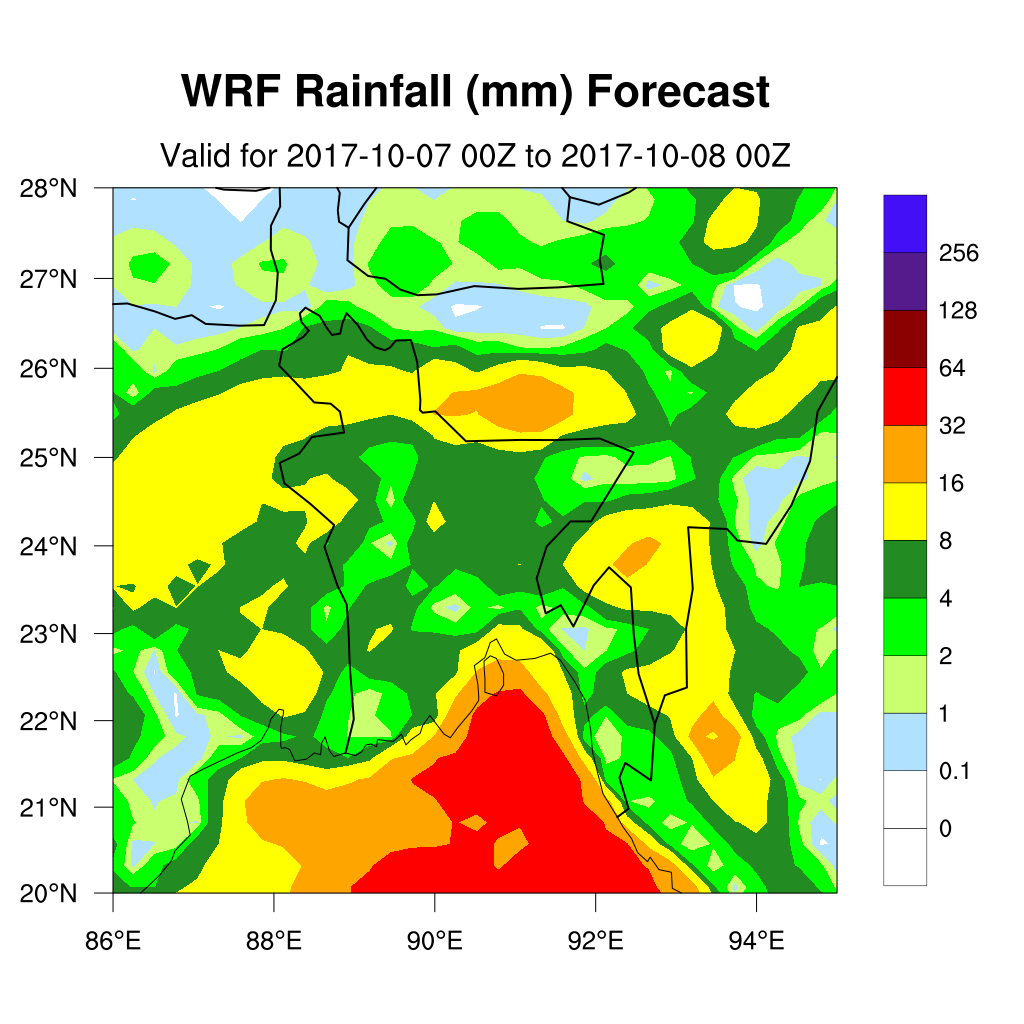 WRF Rainfall (mm) Forecast
Valid for 2017-10-07 00Z to 2017-10-08 00Z
28°N
27°N
26°N
25°N
24°N
23°N
22°N
21°N
20°N
86°E 88°E 90°E 92°E 94°E
256
128
64
32
16
8
4
2
1
0.1
0